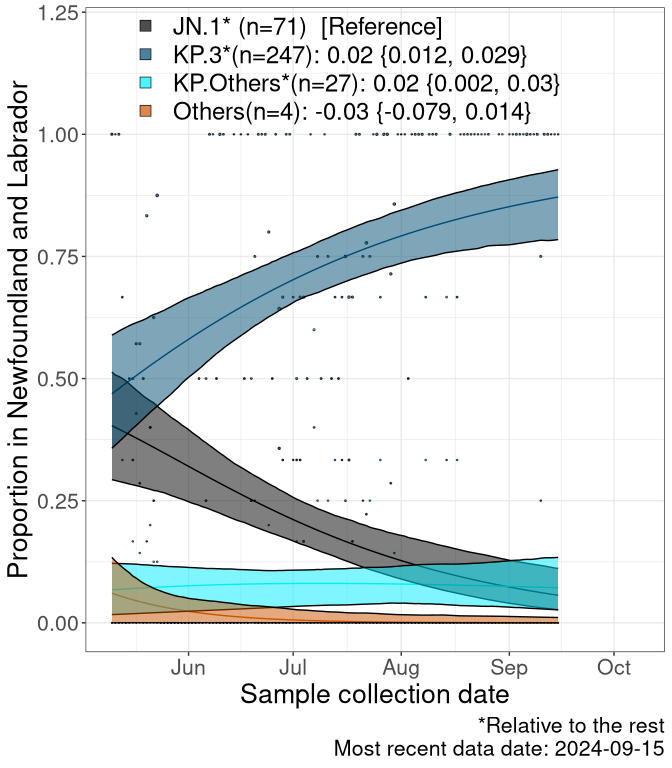 JN.1* (n=71)  [Reference]
KP.3*(n=247): 0.02 {0.012, 0.029}
KP.Others*(n=27): 0.02 {0.002, 0.03}
Others(n=4): -0.03 {-0.079, 0.014}
Proportion in Newfoundland and Labrador
1.25
1.00
0.75
0.50
0.25
0.00
Jun Jul Aug Sep Oct
Sample collection date
*Relative to the rest
Most recent data date: 2024-09-15